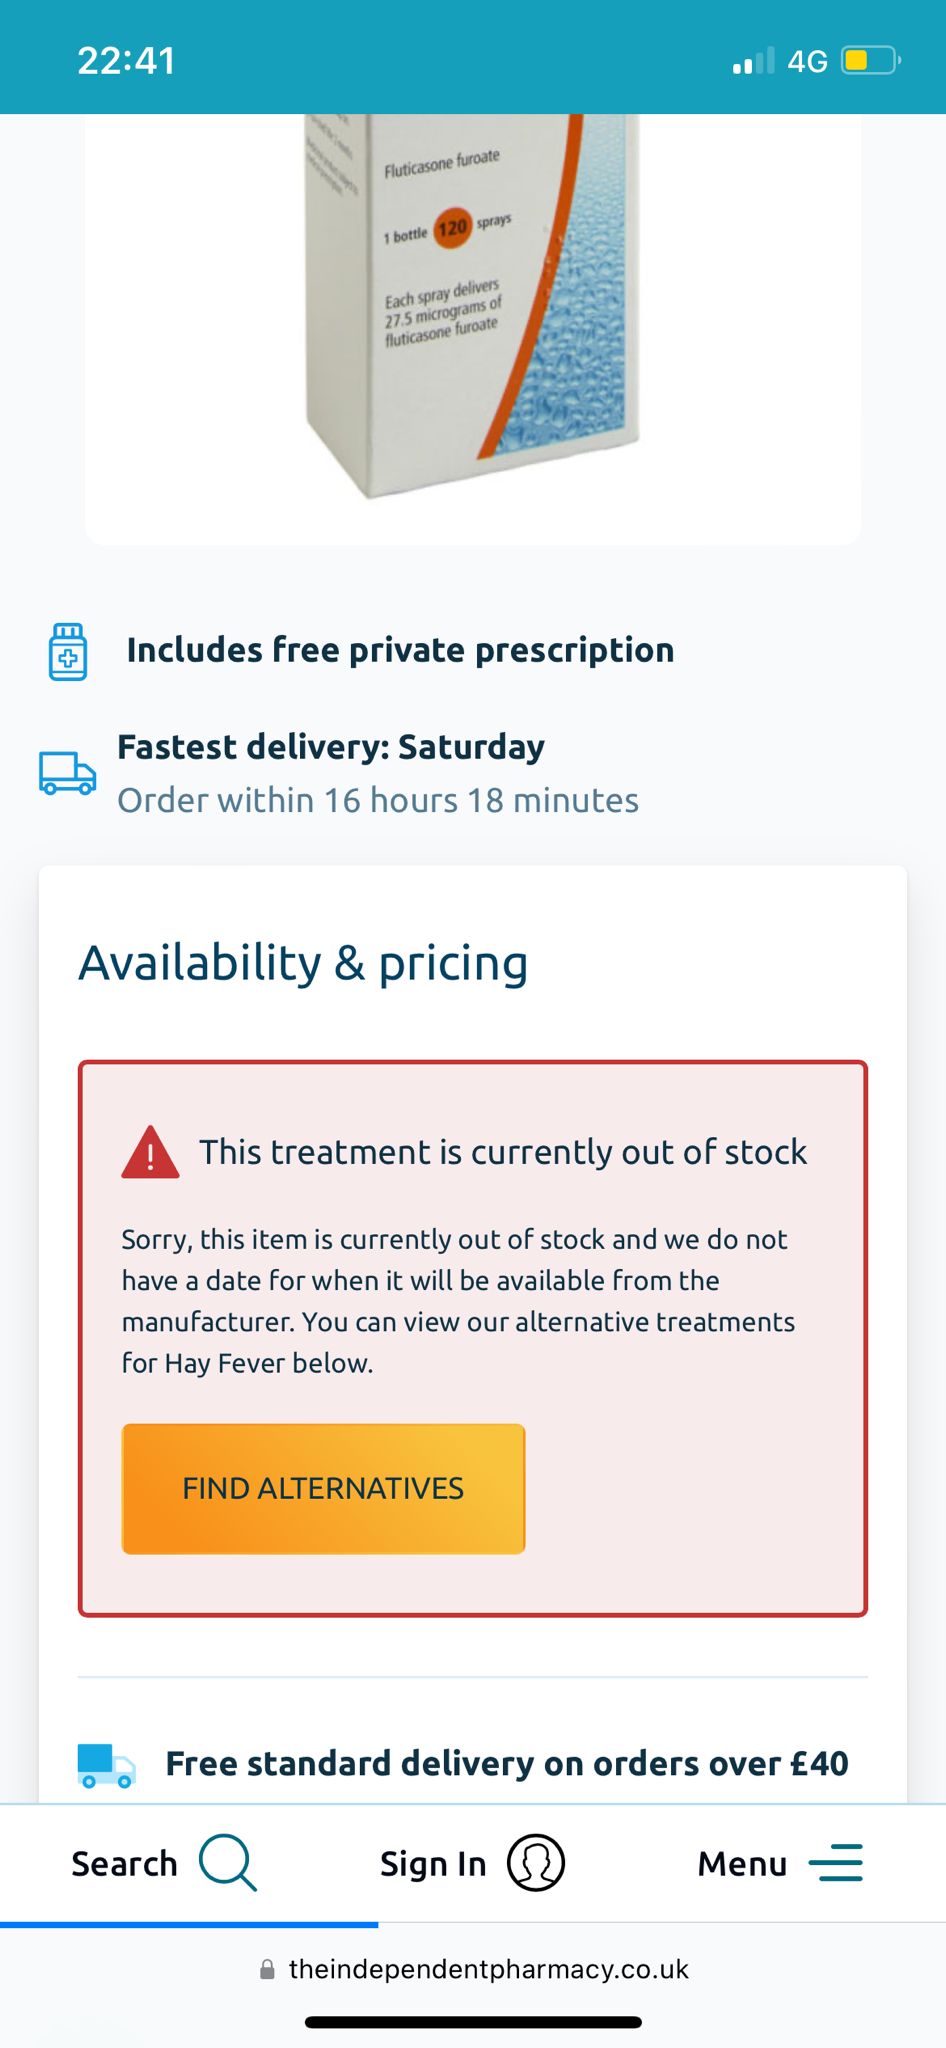 22:41
4G
Fluticasone furoate
1 bottle 120 sprays
Each spray delivers
27.5 micrograms of
fluticasone furoate
Includes free private prescription
Fastest delivery: Saturday
Order within 16 hours 18 minutes
Availability & pricing
This treatment is currently out of stock
Sorry, this item is currently out of stock and we do not
have a date for when it will be available from the
manufacturer. You can view our alternative treatments
for Hay Fever below.
FIND ALTERNATIVES
Free standard delivery on orders over £40
Search
Sign In
Menu
theindependentpharmacy.co.uk